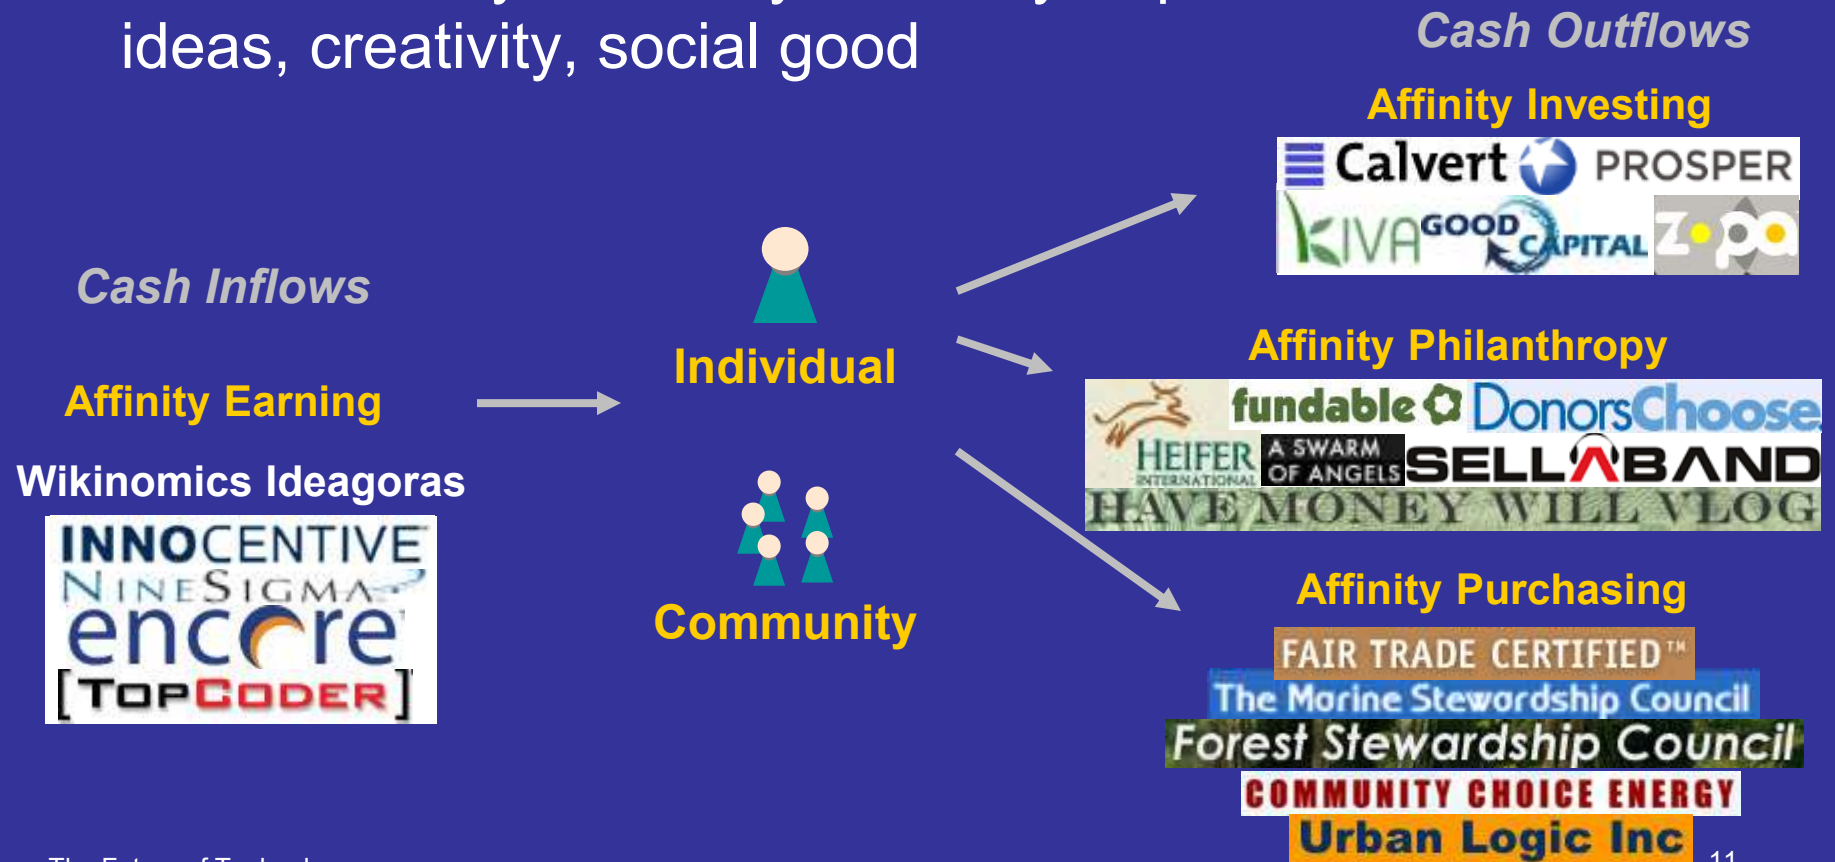 ideas, creativity, social good
Cash Outflows
Affinity Investing
Calvert PROSPER
KIVA GOOD CAPITAL ZOPA
Cash Inflows
Affinity Earning
Wikinomics Ideagoras
INNOCENTIVE
NINESIGMA
encore
[TOPCODER]
Individual
Community
Affinity Philanthropy
fundable DonorsChoose
HEIFER INTERNATIONAL A SWARM OF ANGELS SELLABAND
HAVE MONEY WILL VLOG
Affinity Purchasing
FAIR TRADE CERTIFIED™
The Marine Stewardship Council
Forest Stewardship Council
COMMUNITY CHOICE ENERGY
Urban Logic Inc
11